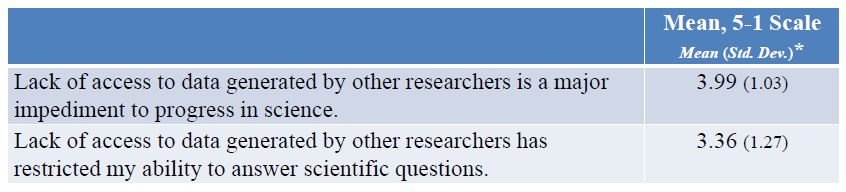 Mean, 5-1 Scale
Mean (Std. Dev.)*
Lack of access to data generated by other researchers is a major
3.99 (1.03)
impediment to progress in science.
Lack of access to data generated by other researchers has
3.36 (1.27)
restricted my ability to answer scientific questions.